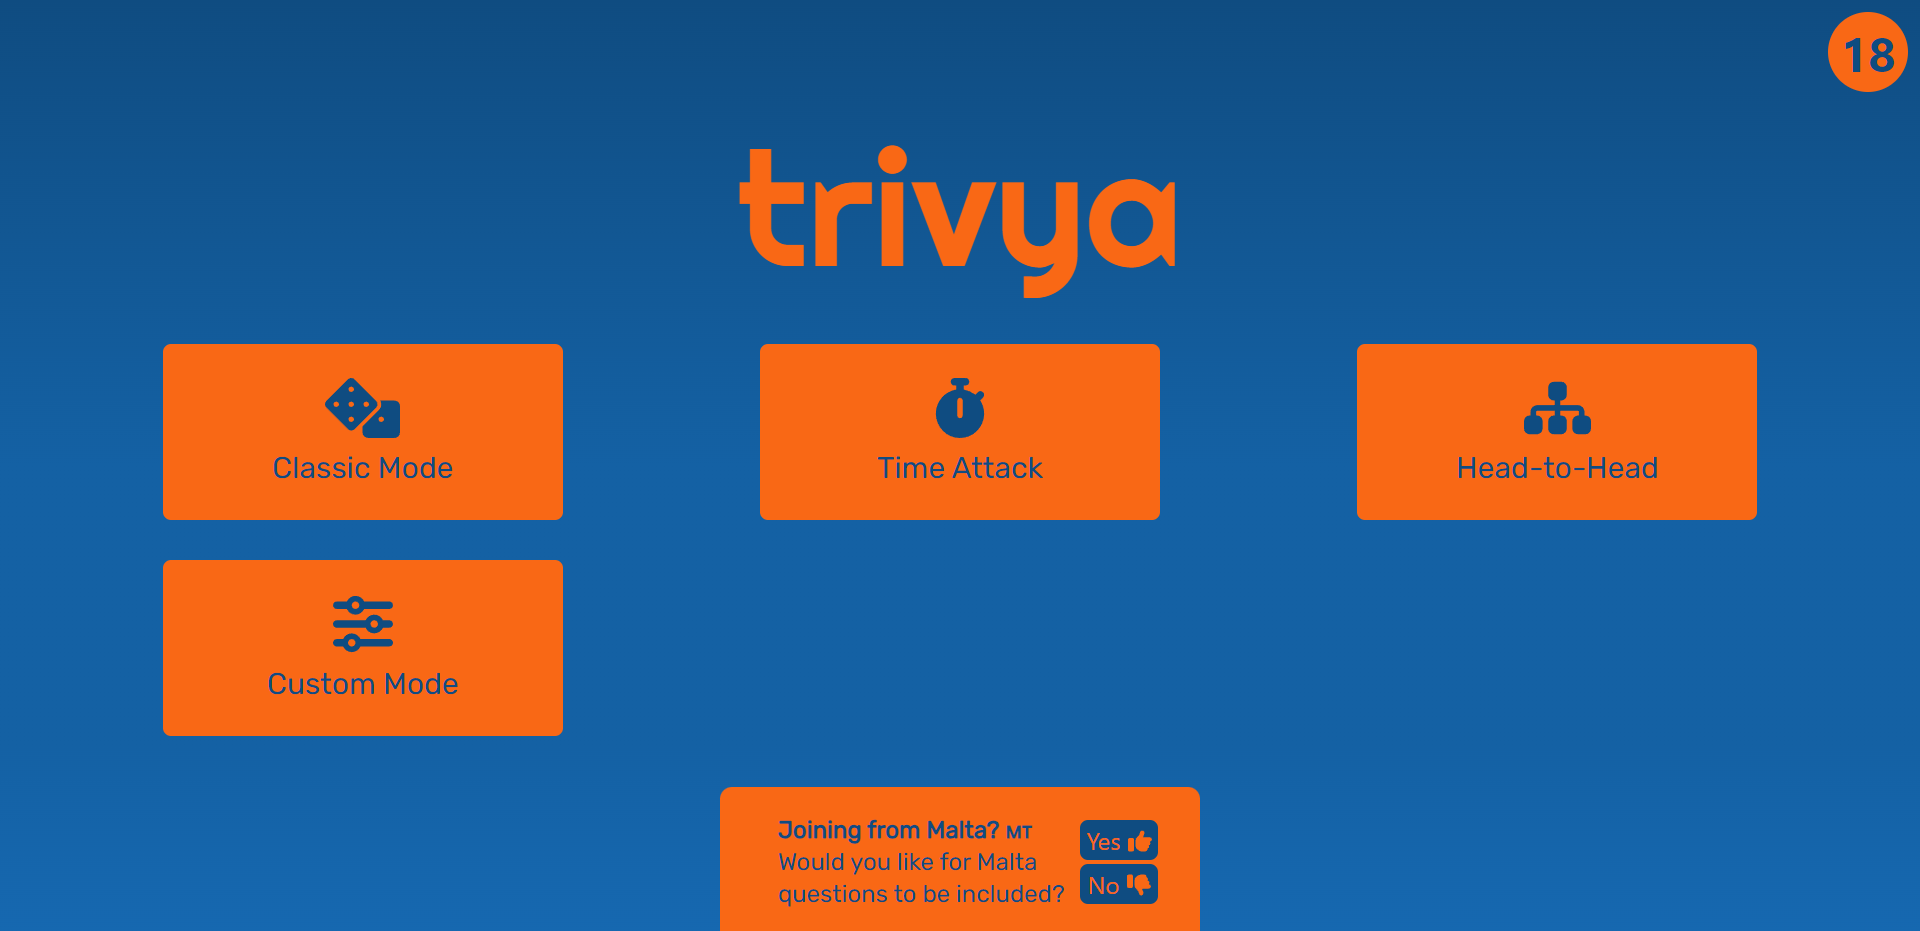 18
trivya
Classic Mode
Time Attack
Head-to-Head
Custom Mode
Joining from Malta? MT
Would you like for Malta
questions to be included?
Yes
No